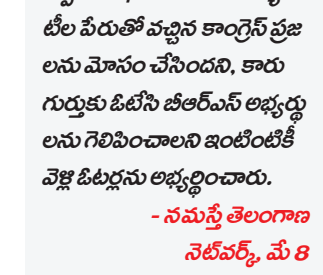 టీల పేరుతో వచ్చిన కాంగ్రెస్ ప్రజ
లను మోసం చేసిందని, కారు
గుర్తుకు ఓటేసి బీఆర్ఎస్ అభ్యర్థు
లను గెలిపించాలని ఇంటింటికీ
వెళ్లి ఓటర్లను అభ్యర్థించారు.
- నమస్తే తెలంగాణ
నెట్‌వర్క్, మే 8